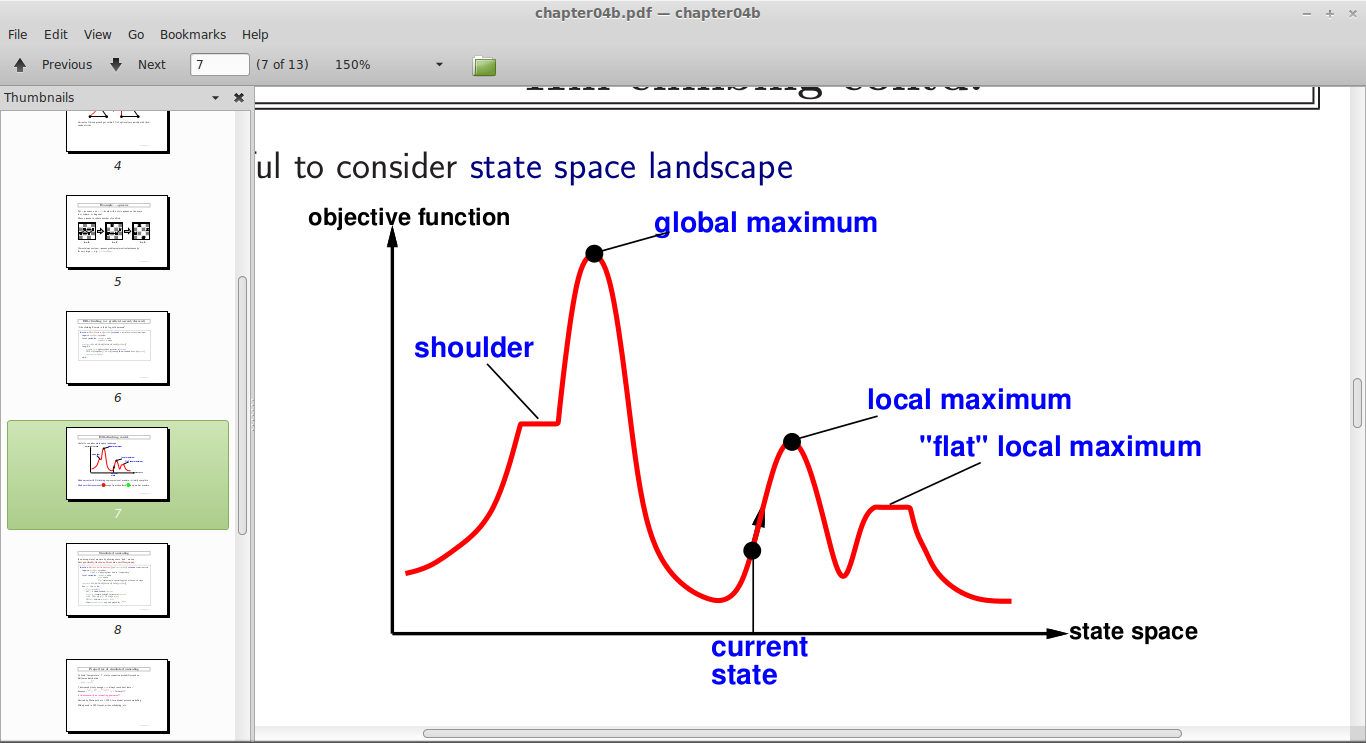 chapter04b.pdf — chapter04b
File Edit View Go Bookmarks Help
Previous Next 7 (7 of 13) 150%
Thumbnails
4
5
6
7
8
ul to consider state space landscape
objective function
global maximum
shoulder
local maximum
"flat" local maximum
state space
current
state